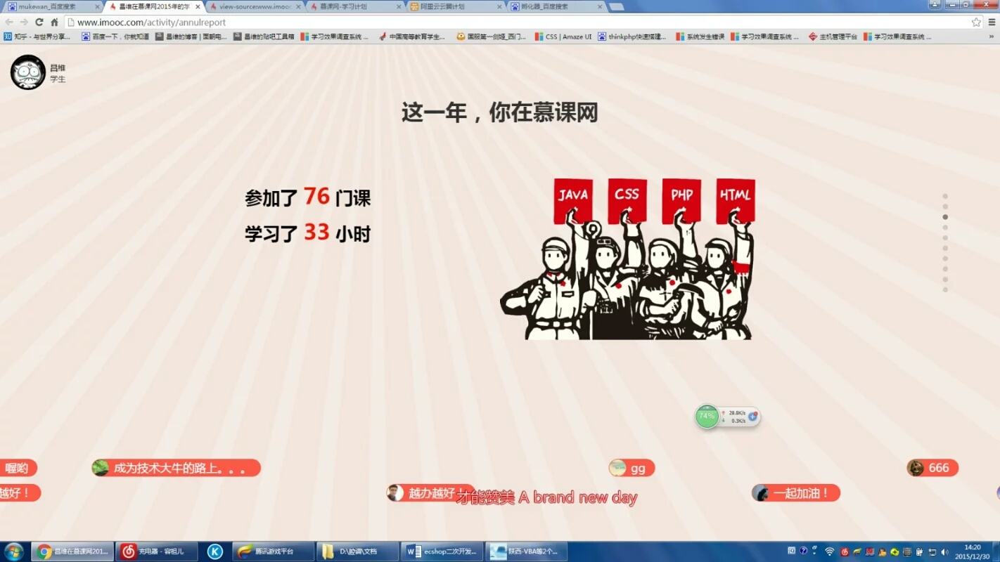 mukewan_百度搜索
昌维在慕课网2015年的学
view-source:www.imooc
慕课网-学习计划
阿里云云翼计划
孵化器_百度搜索
www.imooc.com/activity/annulreport
知乎 - 与世界分享...
百度一下，你就知道
昌维的博客 | 面朝电...
昌维的贴吧工具箱
学习效果调查系统 ...
中国高等教育学生...
国服第一剑姬_西门...
CSS | Amaze UI
thinkphp快速搭建...
系统发生错误
学习效果调查系统 ...
主机管理平台
学习效果调查系统 ...
昌维
学生
这一年，你在慕课网
参加了 76 门课
学习了 33 小时
JAVA CSS PHP HTML
74%
28.8K/s
0.3K/s
喔哟
成为技术大牛的路上。。。
gg
666
越好！
越办越好！
一起加油！
才能赞美 A brand new day
昌维在慕课网201...
充电器 - 容祖儿
腾讯游戏平台
D:\脸谱\文档
ecshop二次开发...
陕西-VBA等2个...
14:20
2015/12/30